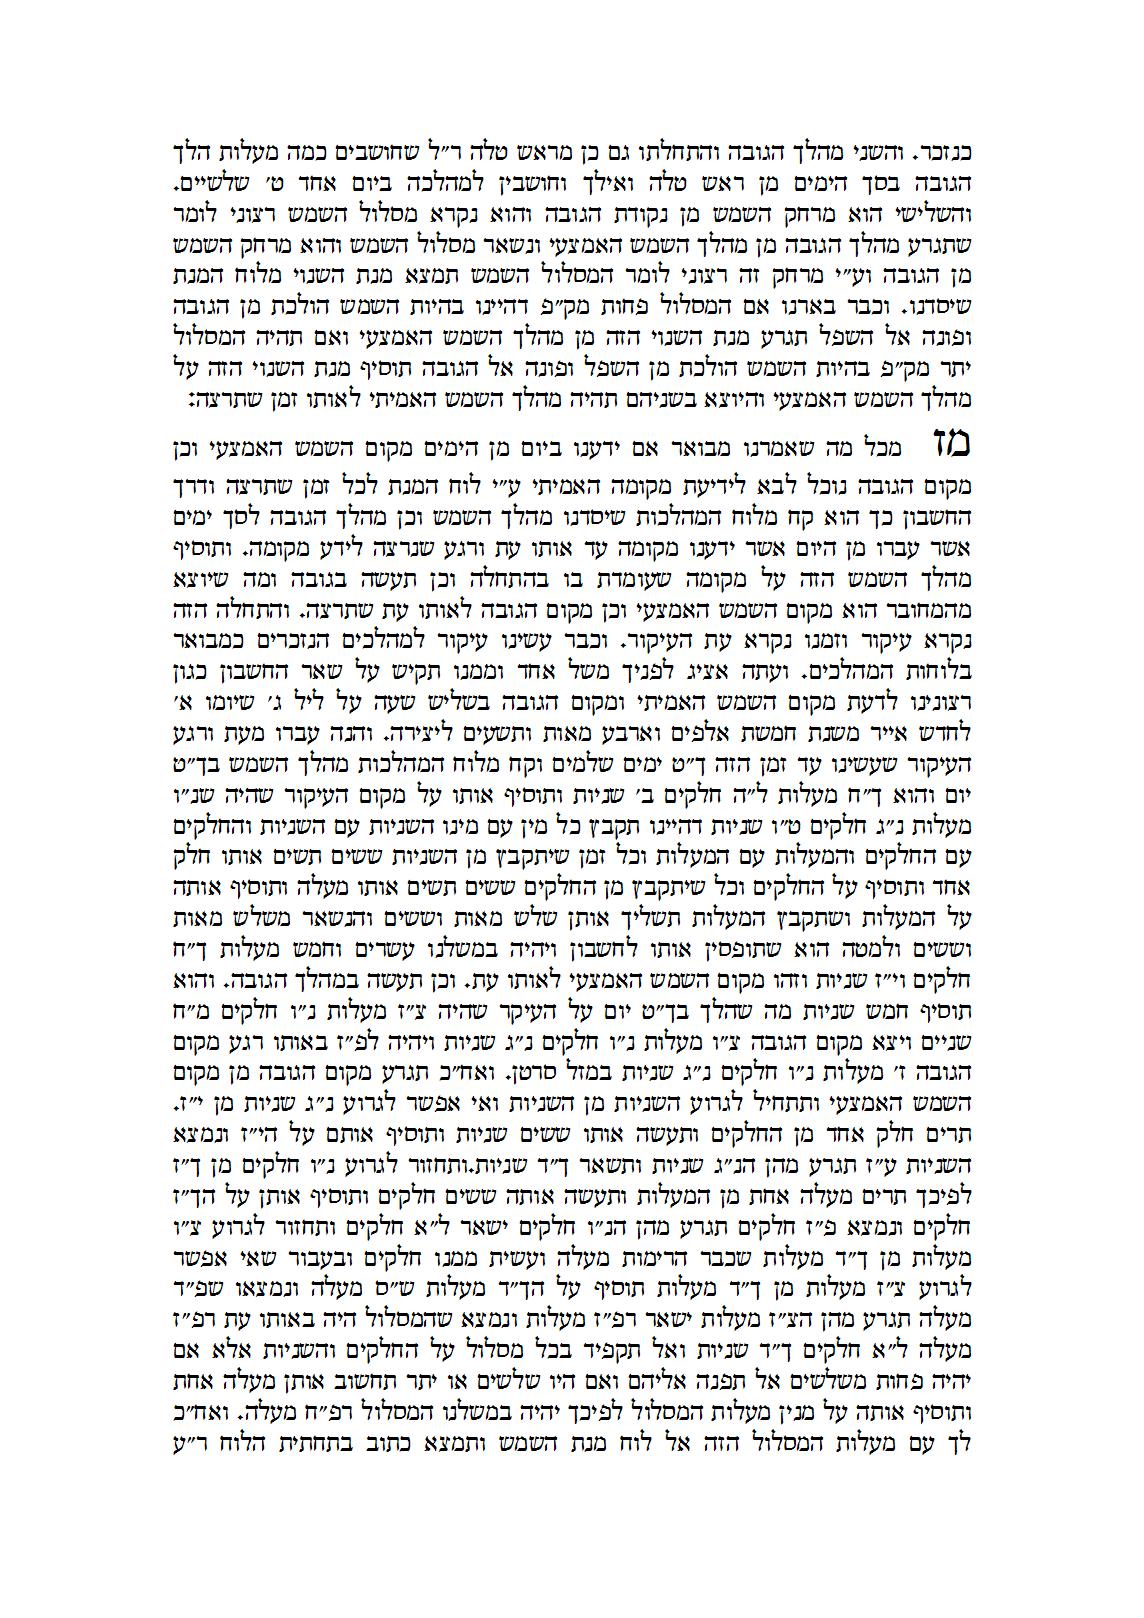 כנזכר. והשני מהלך הגובה והתחלתו גם כן מראש טלה ר״ל שחושבים כמה מעלות הלך
הגובה בסך הימים מן ראש טלה ואילך וחושבין למהלכה ביום אחד ט׳ שלשיים.
והשלישי הוא מרחק השמש מן נקודת הגובה והוא נקרא מסלול השמש רצוני לומר
שתגרע מהלך הגובה מן מהלך השמש האמצעי ונשאר מסלול השמש והוא מרחק השמש
מן הגובה וע״י מרחק זה רצוני לומר המסלול השמש תמצא מנת השנוי מלוח המנת
שיסדנו. וכבר בארנו אם המסלול פחות מק״פ דהיינו בהיות השמש הולכת מן הגובה
ופונה אל השפל תגרע מנת השנוי הזה מן מהלך השמש האמצעי ואם תהיה המסלול
יתר מק״פ בהיות השמש הולכת מן השפל ופונה אל הגובה תוסיף מנת השנוי הזה על
מהלך השמש האמצעי והיוצא בשניהם תהיה מהלך השמש האמיתי לאותו זמן שתרצה:
מז מכל מה שאמרנו מבואר אם ידענו ביום מן הימים מקום השמש האמצעי וכן
מקום הגובה נוכל לבא לידיעת מקומה האמיתי ע״י לוח המנת לכל זמן שתרצה ודרך
החשבון כך הוא קח מלוח המהלכות שיסדנו מהלך השמש וכן מהלך הגובה לסך ימים
אשר עברו מן היום אשר ידענו מקומה עד אותו עת ורגע שנרצה לידע מקומה. ותוסיף
מהלך השמש הזה על מקומה שעומדת בו בהתחלה וכן תעשה בגובה ומה שיוצא
מהמחובר הוא מקום השמש האמצעי וכן מקום הגובה לאותו עת שתרצה. והתחלה הזה
נקרא עיקור וזמנו נקרא עת העיקור. וכבר עשינו עיקור למהלכים הנזכרים כמבואר
בלוחות המהלכים. ועתה אציג לפניך משל אחד וממנו תקיש על שאר החשבון כגון
רצונינו לדעת מקום השמש האמיתי ומקום הגובה בשליש שעה על ליל ג׳ שיומו א׳
לחדש אייר משנת חמשת אלפים וארבע מאות ותשעים ליצירה. והנה עברו מעת ורגע
העיקור שעשינו עד זמן הזה ך״ט ימים שלמים וקח מלוח המהלכות מהלך השמש בך״ט
יום והוא ך״ח מעלות ל״ה חלקים ב׳ שניות ותוסיף אותו על מקום העיקור שהיה שנ״ו
מעלות נ״ג חלקים ט״ו שניות דהיינו תקבץ כל מין עם מינו השניות עם השניות והחלקים
עם החלקים והמעלות עם המעלות וכל זמן שיתקבץ מן השניות ששים תשים אותו חלק
אחד ותוסיף על החלקים וכל שיתקבץ מן החלקים ששים תשים אותו מעלה ותוסיף אותה
על המעלות ושתקבץ המעלות תשליך אותן שלש מאות וששים והנשאר משלש מאות
וששים ולמטה הוא שתופסין אותו לחשבון ויהיה במשלנו עשרים וחמש מעלות ך״ח
חלקים וי״ז שניות וזהו מקום השמש האמצעי לאותו עת. וכן תעשה במהלך הגובה. והוא
תוסיף חמש שניות מה שהלך בך״ט יום על העיקר שהיה צ״ז מעלות נ״ו חלקים מ״ח
שניים ויצא מקום הגובה צ״ו מעלות נ״ו חלקים נ״ג שניות ויהיה לפ״ז באותו רגע מקום
הגובה ז׳ מעלות נ״ו חלקים נ״ג שניות במזל סרטן. ואח״כ תגרע מקום הגובה מן מקום
השמש האמצעי ותתחיל לגרוע השניות מן השניות ואי אפשר לגרוע נ״ג שניות מן י״ז.
תרים חלק אחד מן החלקים ותעשה אותו ששים שניות ותוסיף אותם על הי״ז ונמצא
השניות ע״ז תגרע מהן הנ״ג שניות ותשאר ך״ד שניות.ותחזור לגרוע נ״ו חלקים מן ך״ז
לפיכך תרים מעלה אחת מן המעלות ותעשה אותה ששים חלקים ותוסיף אותן על הך״ז
חלקים ונמצא פ״ז חלקים תגרע מהן הנ״ו חלקים ישאר ל״א חלקים ותחזור לגרוע צ״ו
מעלות מן ך״ד מעלות שכבר הרימות מעלה ועשית ממנו חלקים ובעבור שאי אפשר
לגרוע צ״ז מעלות מן ך״ד מעלות תוסיף על הך״ד מעלות ש״ס מעלה ונמצאו שפ״ד
מעלה תגרע מהן הצ״ז מעלות ישאר רפ״ז מעלות ונמצא שהמסלול היה באותו עת רפ״ז
מעלה ל״א חלקים ך״ד שניות ואל תקפיד בכל מסלול על החלקים והשניות אלא אם
יהיה פחות משלשים אל תפנה אליהם ואם היו שלשים או יתר תחשוב אותן מעלה אחת
ותוסיף אותה על מנין מעלות המסלול לפיכך יהיה במשלנו המסלול רפ״ח מעלה. ואח״כ
לך עם מעלות המסלול הזה אל לוח מנת השמש ותמצא כתוב בתחתית הלוח ר״ע